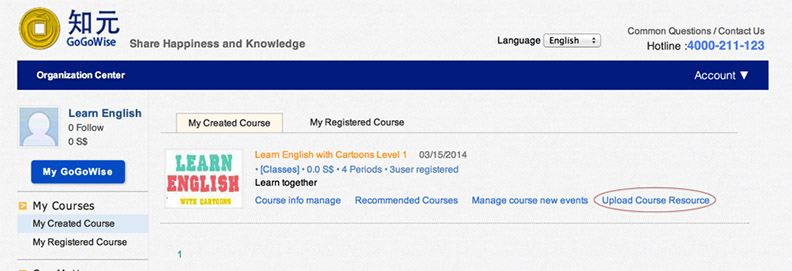 知元
GoGoWise
Share Happiness and Knowledge
Language English
Common Questions / Contact Us
Hotline :4000-211-123
Organization Center
Account ▼
Learn English
0 Follow
0 S$
My GoGoWise
My Courses
My Created Course
My Registered Course
My Created Course
My Registered Course
LEARN
ENGLISH
WITH CARTOONS
Learn English with Cartoons Level 1 03/15/2014
• [Classes] • 0.0 S$ • 4 Periods • 3user registered
Learn together
Course info manage Recommended Courses Manage course new events Upload Course Resource
1